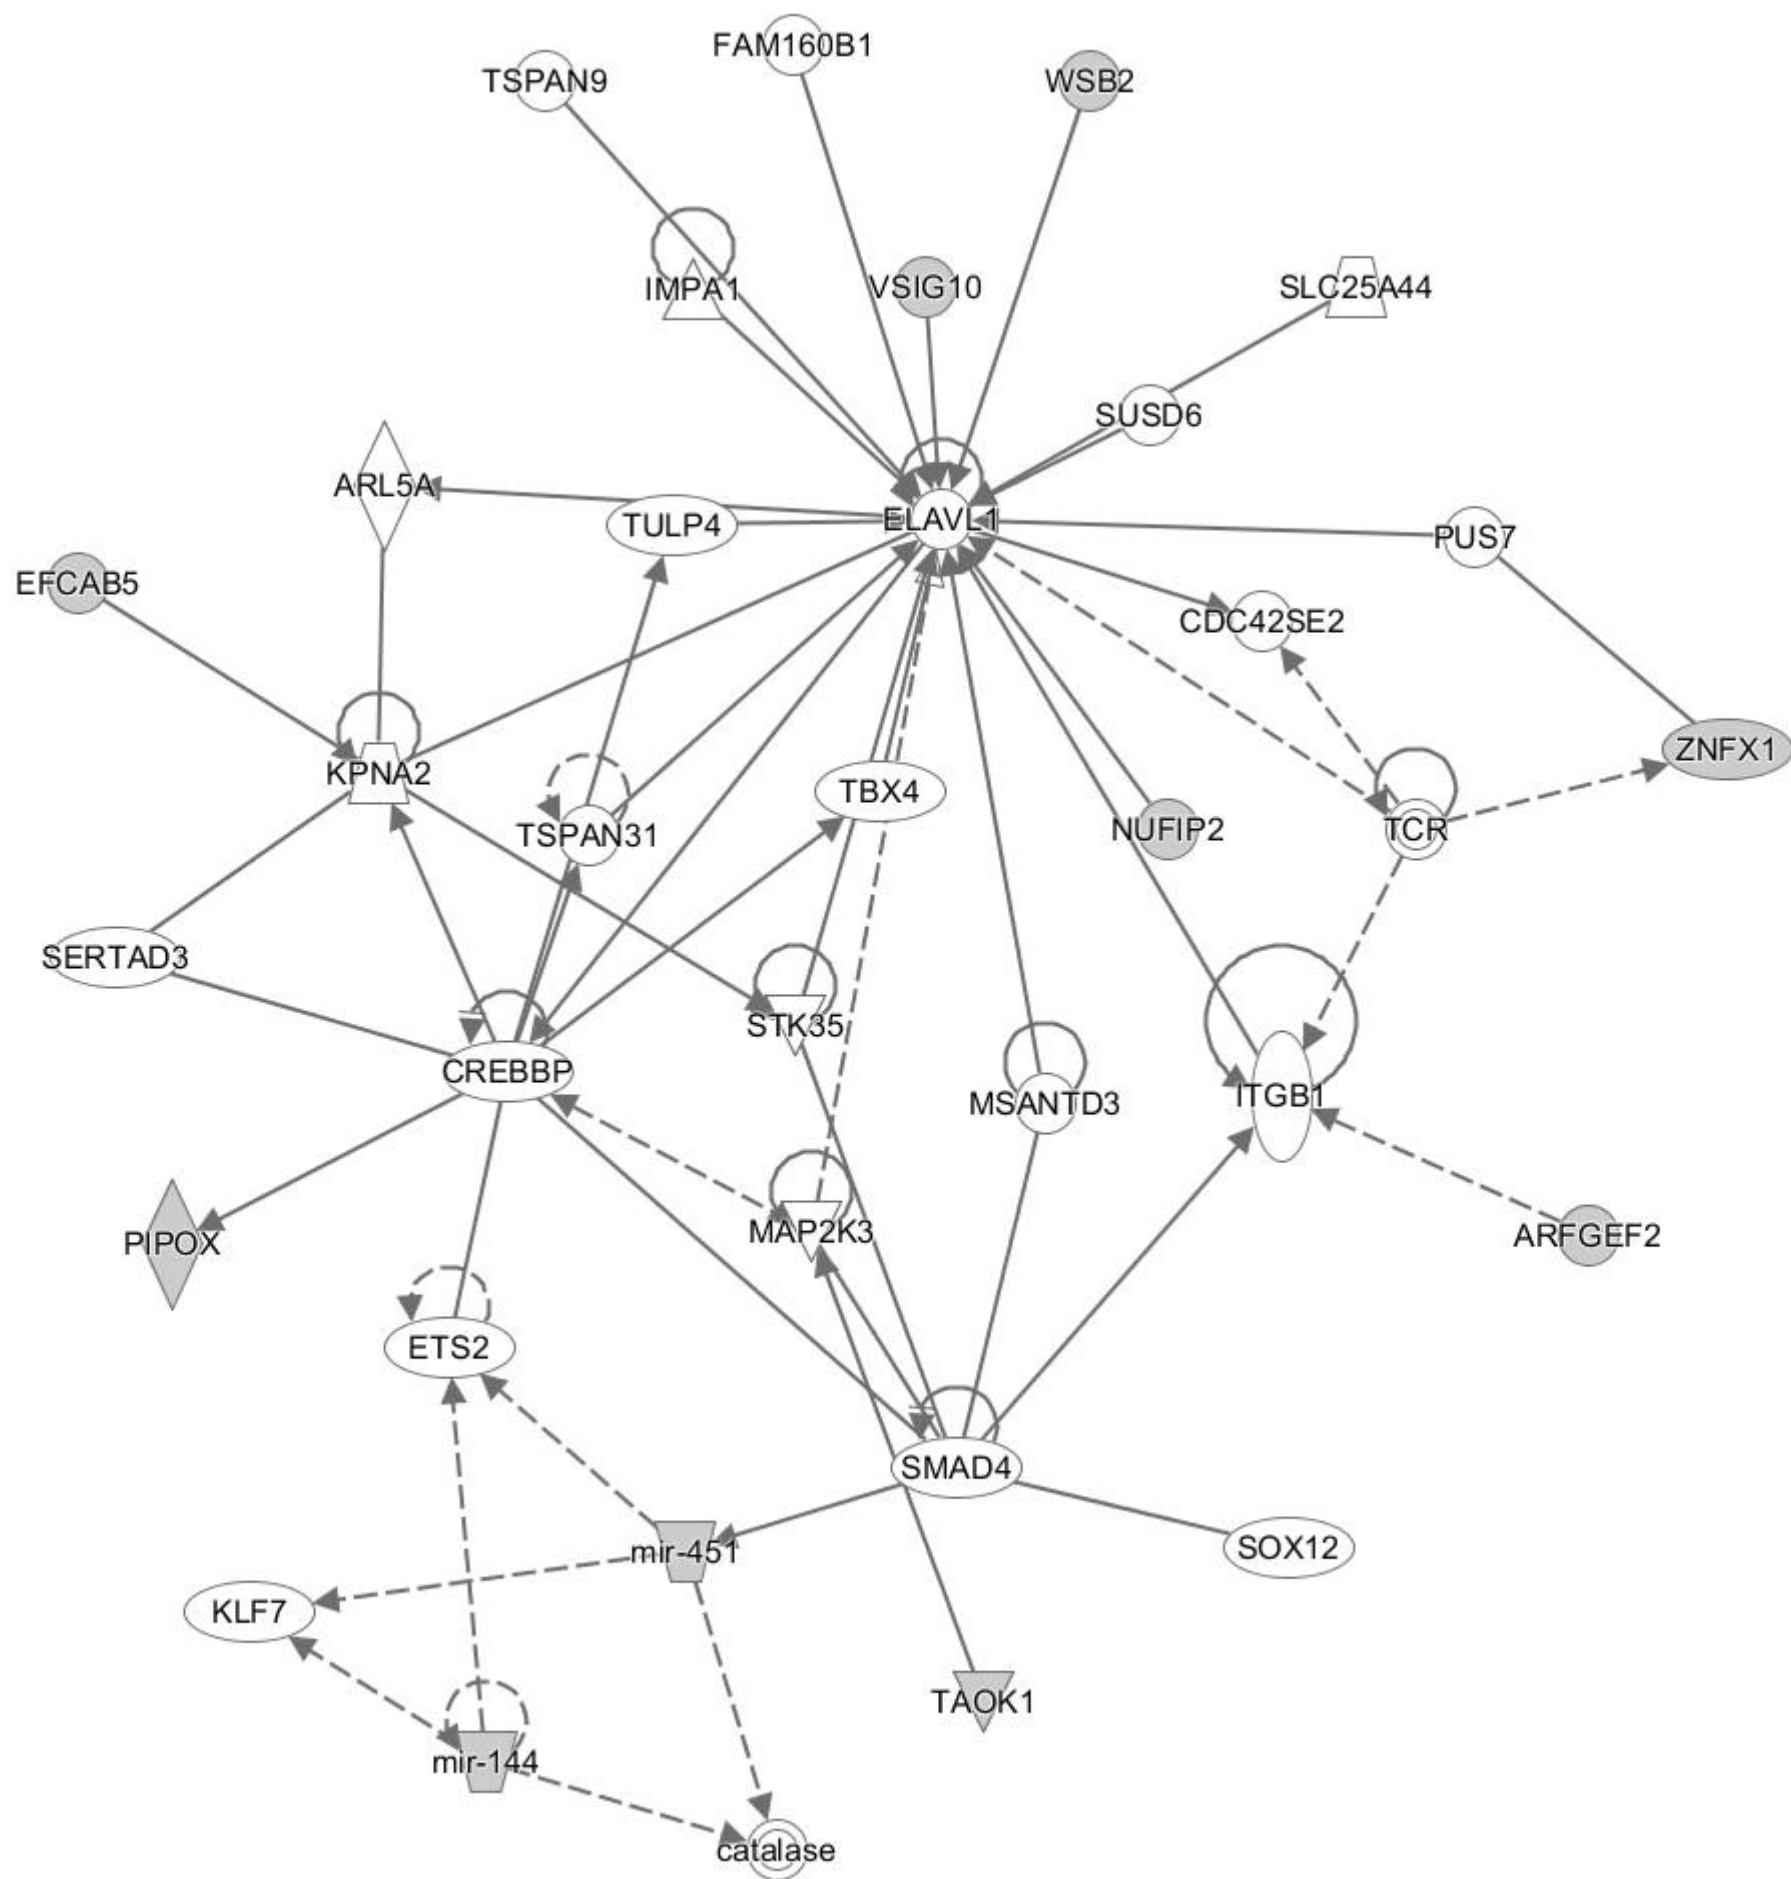 FAM160B1
TSPAN9
WSB2
IMPA1
VSIG10
SLC25A44
SUSD6
ARL5A
TULP4
ELAVL1
PUS7
EFCAB5
CDC42SE2
ZNFX1
KPNA2
TBX4
TSPAN31
NUFIP2
TCR
SERTAD3
STK35
CREBBP
MSANTD3
ITGB1
PIPOX
MAP2K3
ARFGEF2
ETS2
SMAD4
mir-451
SOX12
KLF7
TAOK1
mir-144
catalase